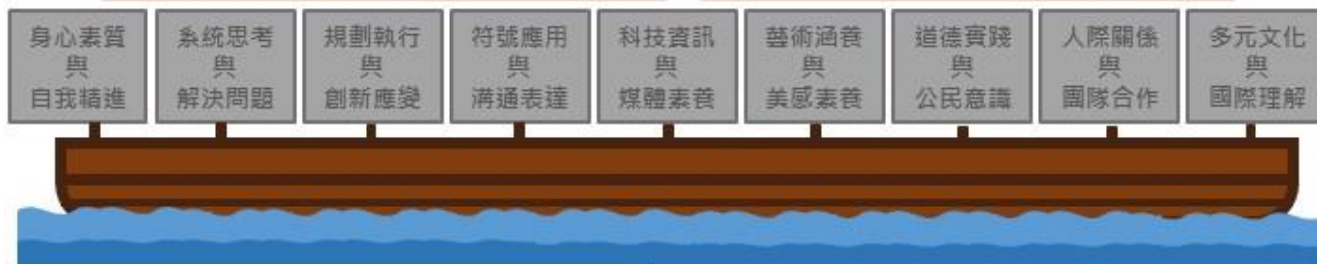 身心素質
與
自我精進
系統思考
與
解決問題
規劃執行
與
創新應變
符號應用
與
溝通表達
科技資訊
與
媒體素養
藝術涵養
與
美感素養
道德實踐
與
公民意識
人際關係
與
團隊合作
多元文化
與
國際理解